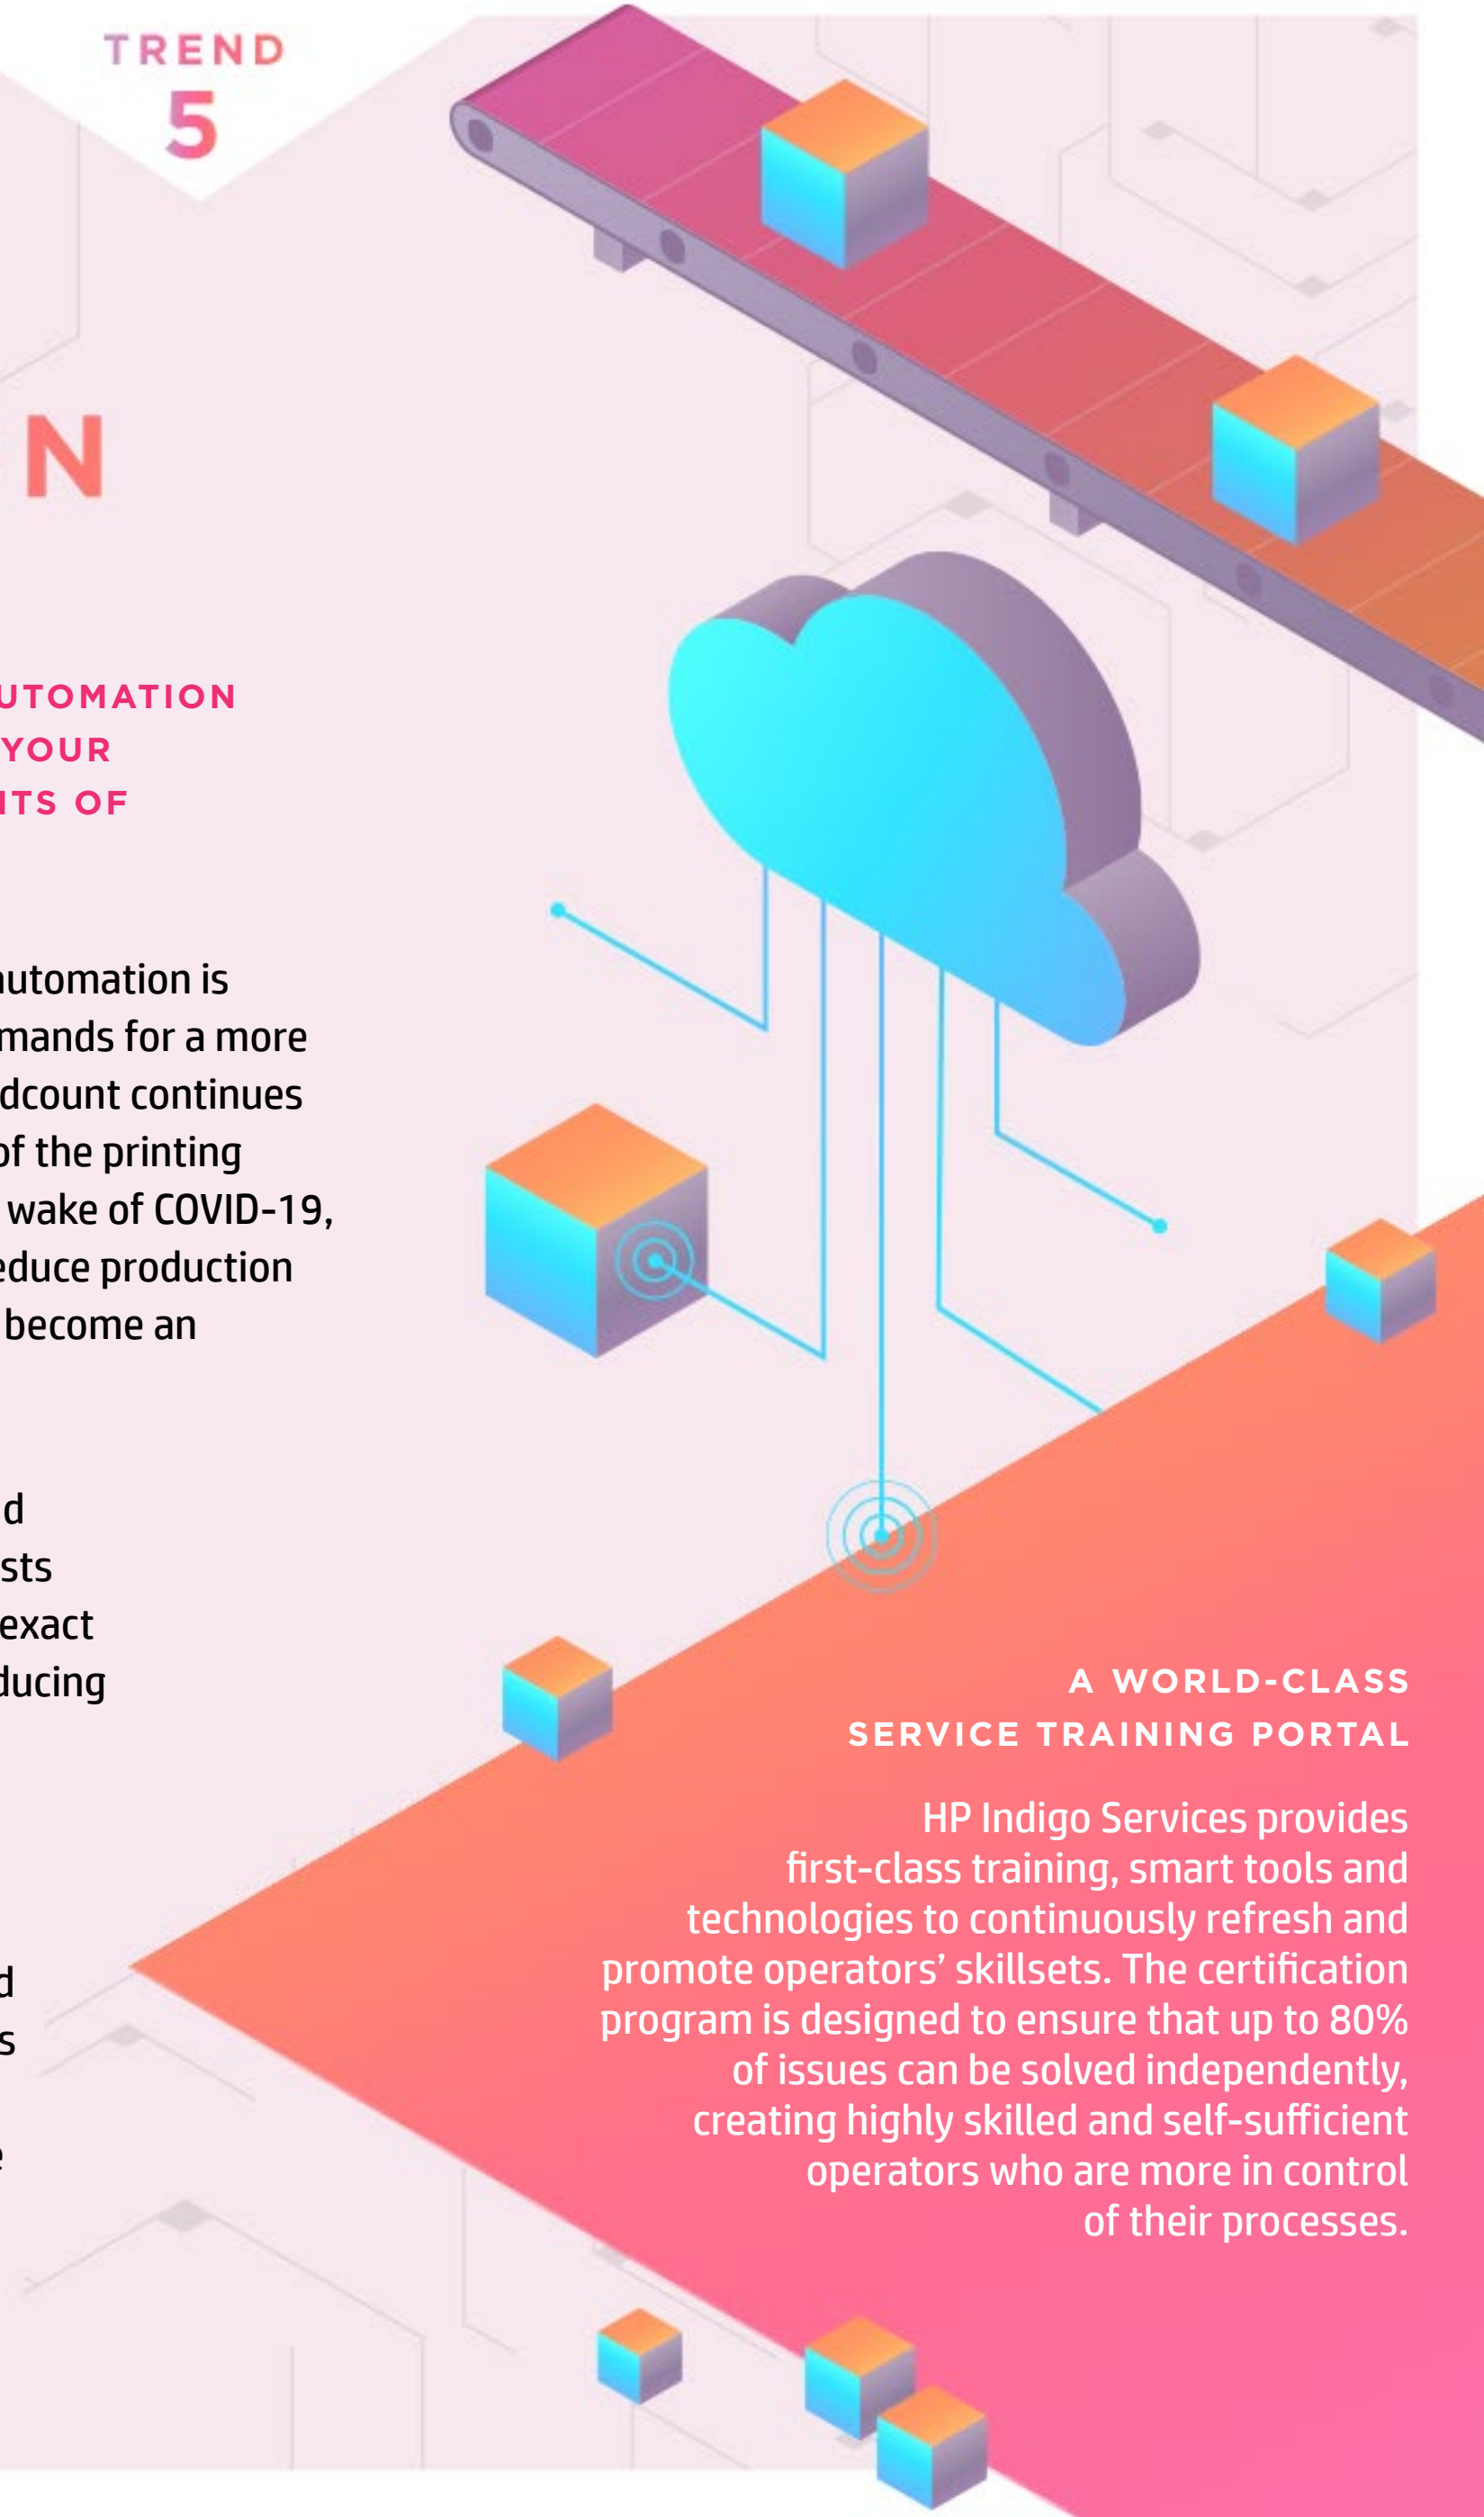 TREND
5
N
UTOMATION
YOUR
ITS OF
automation is
mands for a more
dcount continues
of the printing
wake of COVID-19,
educe production
become an
d
sts
exact
ducing
d
s
e
A WORLD-CLASS
SERVICE TRAINING PORTAL
HP Indigo Services provides
first-class training, smart tools and
technologies to continuously refresh and
promote operators’ skillsets. The certification
program is designed to ensure that up to 80%
of issues can be solved independently,
creating highly skilled and self-sufficient
operators who are more in control
of their processes.